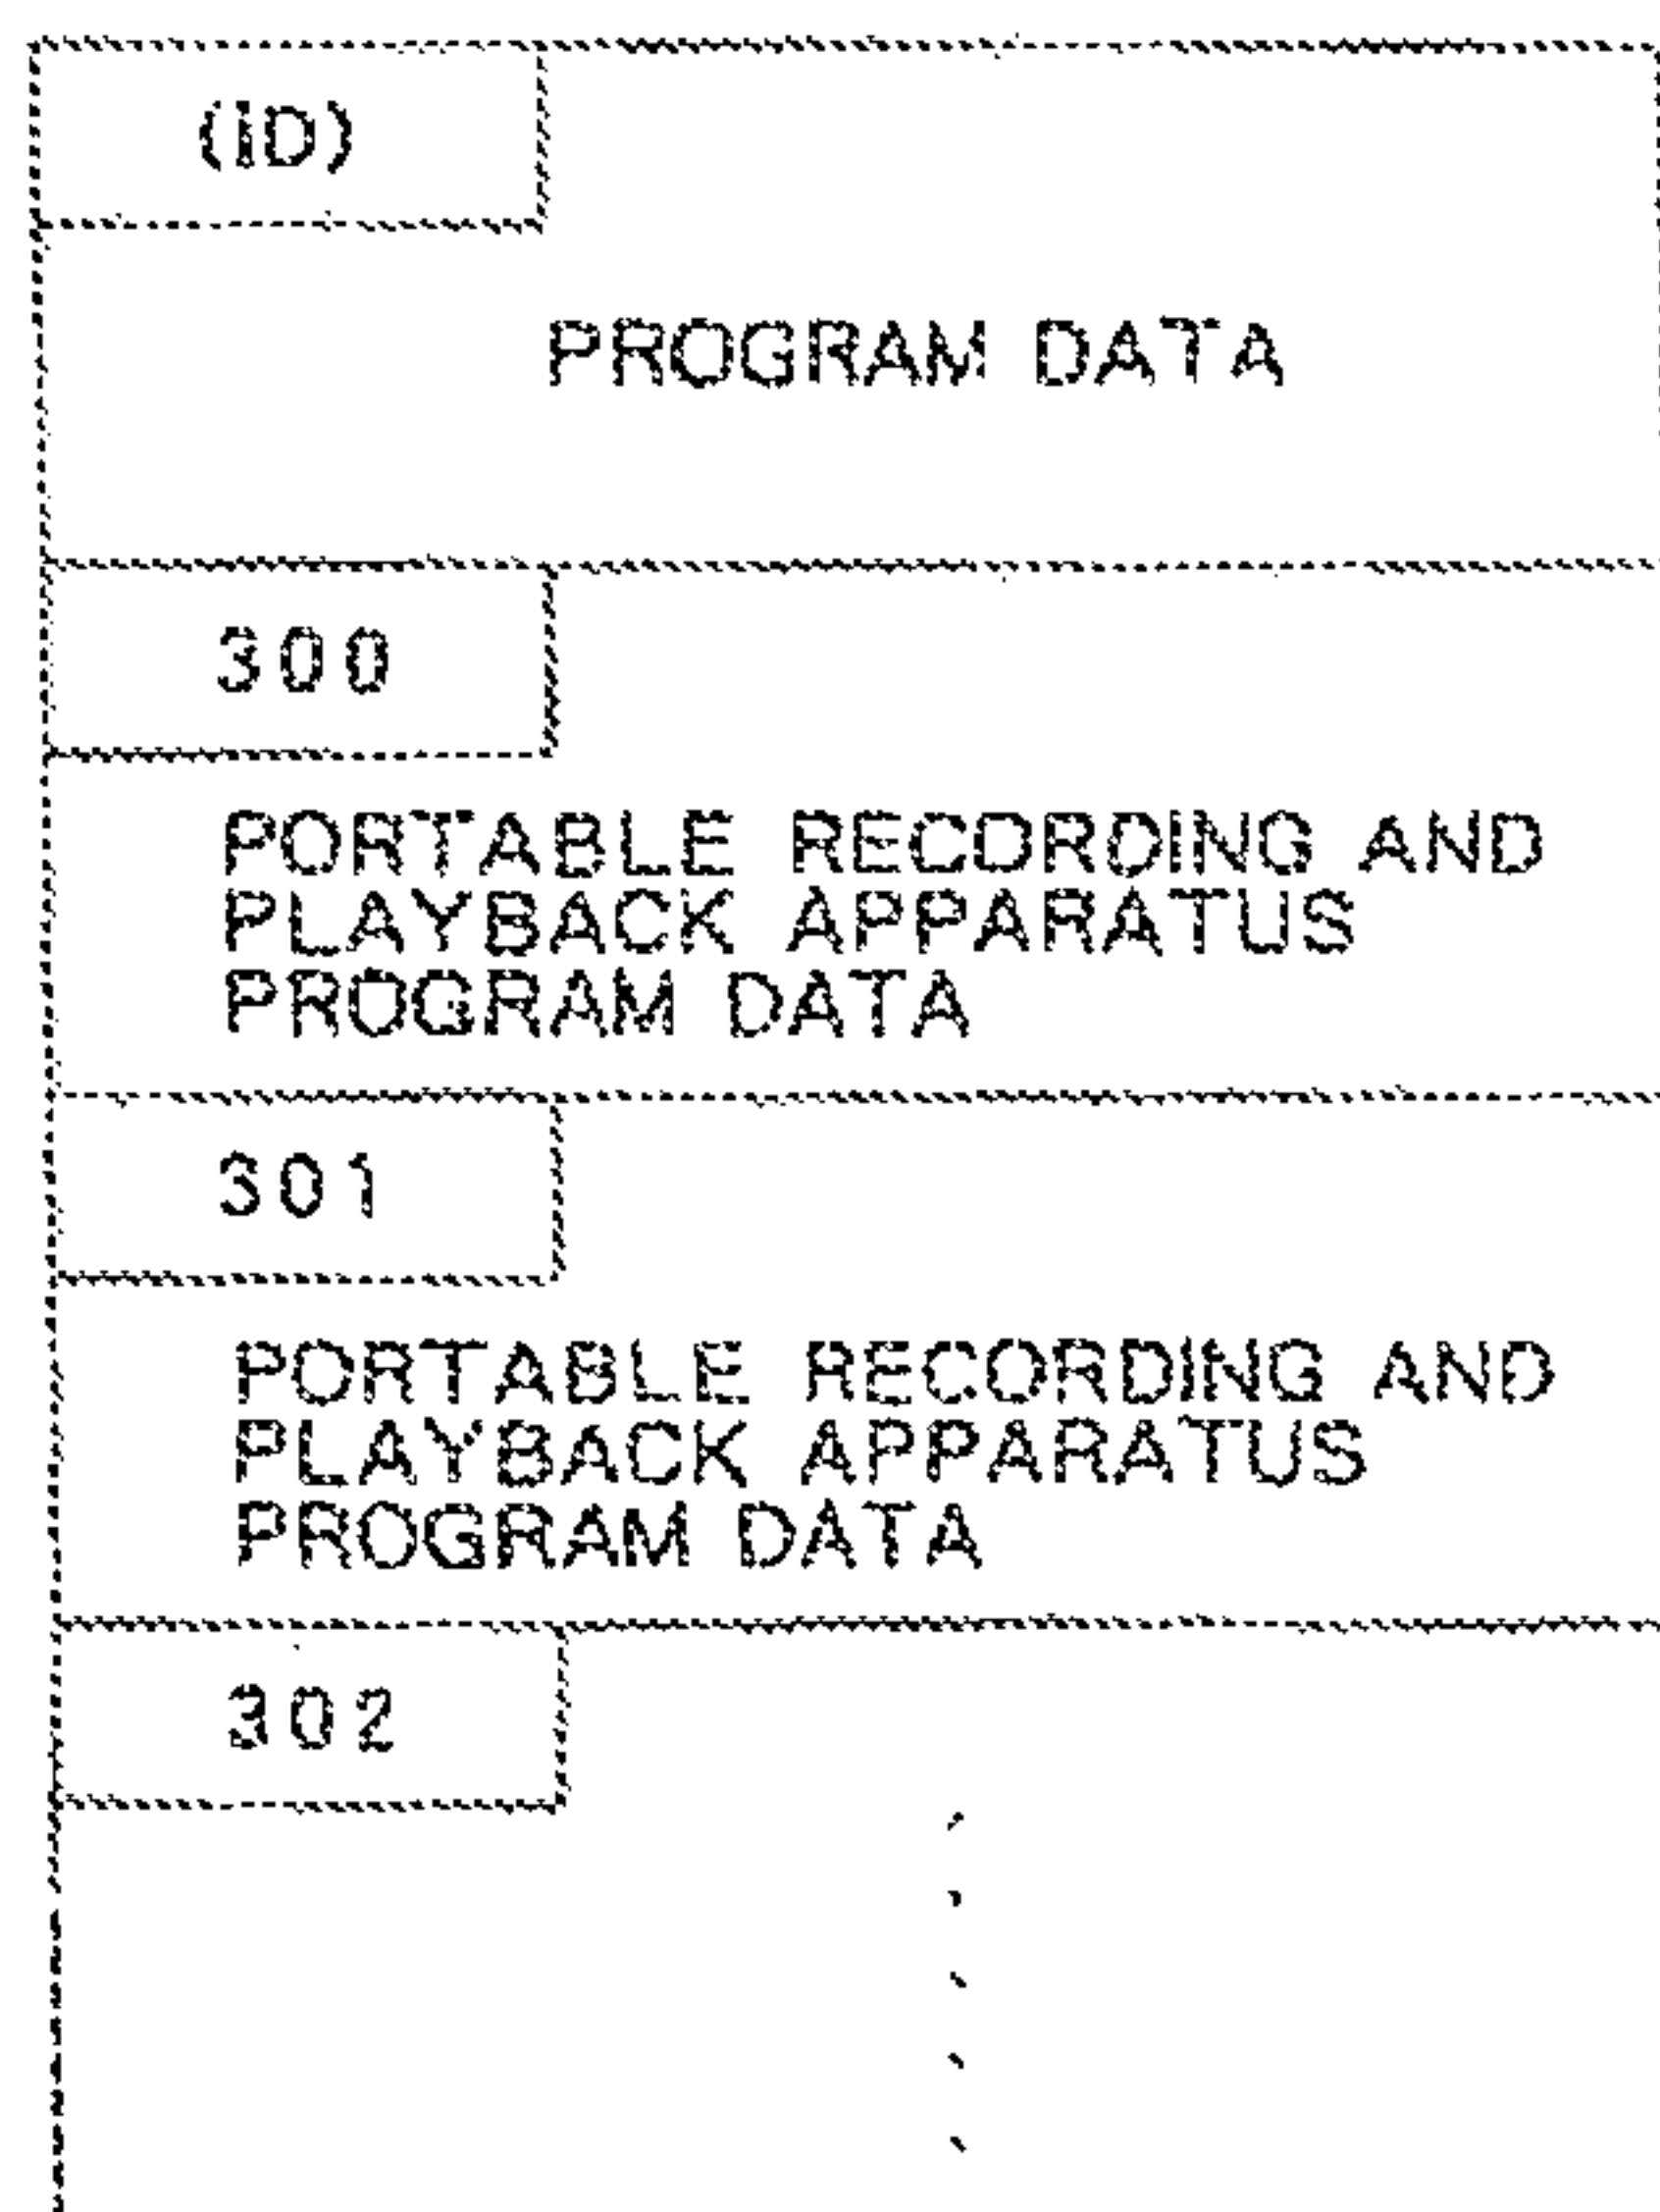 (ID)
PROGRAM DATA
300
PORTABLE RECORDING AND
PLAYBACK APPARATUS
PROGRAM DATA
301
PORTABLE RECORDING AND
PLAYBACK APPARATUS
PROGRAM DATA
302